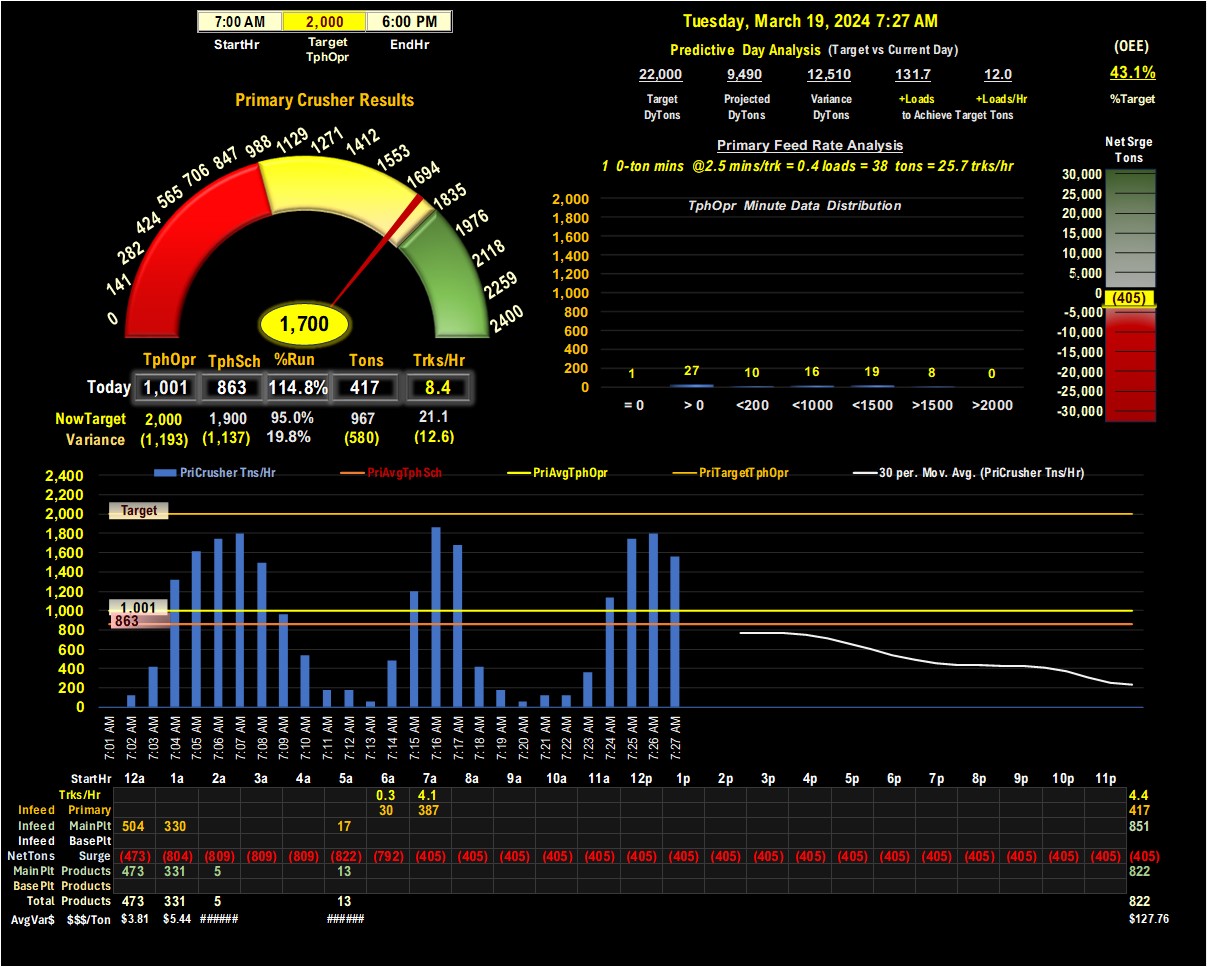 7:00 AM 2,000 6:00 PM
StartHr Target TphOpr EndHr
Tuesday, March 19, 2024 7:27 AM
Predictive Day Analysis (Target vs Current Day)
22,000 9,490 12,510 131.7 12.0
Target DyTons Projected DyTons Variance DyTons +Loads +Loads/Hr
to Achieve Target Tons
(OEE)
43.1%
%Target
Primary Crusher Results
0 141 282 424 565 706 847 988 1129 1271 1412 1553 1694 1835 1976 2118 2259 2400
1,700
TphOpr TphSch %Run Tons Trks/Hr
Today 1,001 863 114.8% 417 8.4
NowTarget 2,000 1,900 95.0% 967 21.1
Variance (1,193) (1,137) 19.8% (580) (12.6)
Primary Feed Rate Analysis
1 0-ton mins @2.5 mins/trk = 0.4 loads = 38 tons = 25.7 trks/hr
TphOpr Minute Data Distribution
2,000
1,800
1,600
1,400
1,200
1,000
800
600
400
200
0
1 27 10 16 19 8 0
= 0 > 0 <200 <1000 <1500 >1500 >2000
Net Srge
Tons
30,000
25,000
20,000
15,000
10,000
5,000
0
(405)
-5,000
-10,000
-15,000
-20,000
-25,000
-30,000
PriCrusher Tns/Hr PriAvgTphSch PriAvgTphOpr PriTargetTphOpr 30 per. Mov. Avg. (PriCrusher Tns/Hr)
2,400
2,200
2,000
1,800
1,600
1,400
1,200
1,000
800
600
400
200
0
Target
1,001
863
7:01 AM 7:02 AM 7:03 AM 7:04 AM 7:05 AM 7:06 AM 7:07 AM 7:08 AM 7:09 AM 7:10 AM 7:11 AM 7:12 AM 7:13 AM 7:14 AM 7:15 AM 7:16 AM 7:17 AM 7:18 AM 7:19 AM 7:20 AM 7:21 AM 7:22 AM 7:23 AM 7:24 AM 7:25 AM 7:26 AM 7:27 AM
StartHr 12a 1a 2a 3a 4a 5a 6a 7a 8a 9a 10a 11a 12p 1p 2p 3p 4p 5p 6p 7p 8p 9p 10p 11p
Trks/Hr 0.3 4.1 4.4
Infeed Primary 30 387 417
Infeed MainPlt 504 330 17 851
Infeed BasePlt
NetTons Surge (473) (804) (809) (809) (809) (822) (792) (405) (405) (405) (405) (405) (405) (405) (405) (405) (405) (405) (405) (405) (405) (405) (405) (405) (405)
MainPlt Products 473 331 5 13 822
BasePlt Products
Total Products 473 331 5 13 822
AvgVar$ $$$/Ton $3.81 $5.44 ###### ###### $127.76